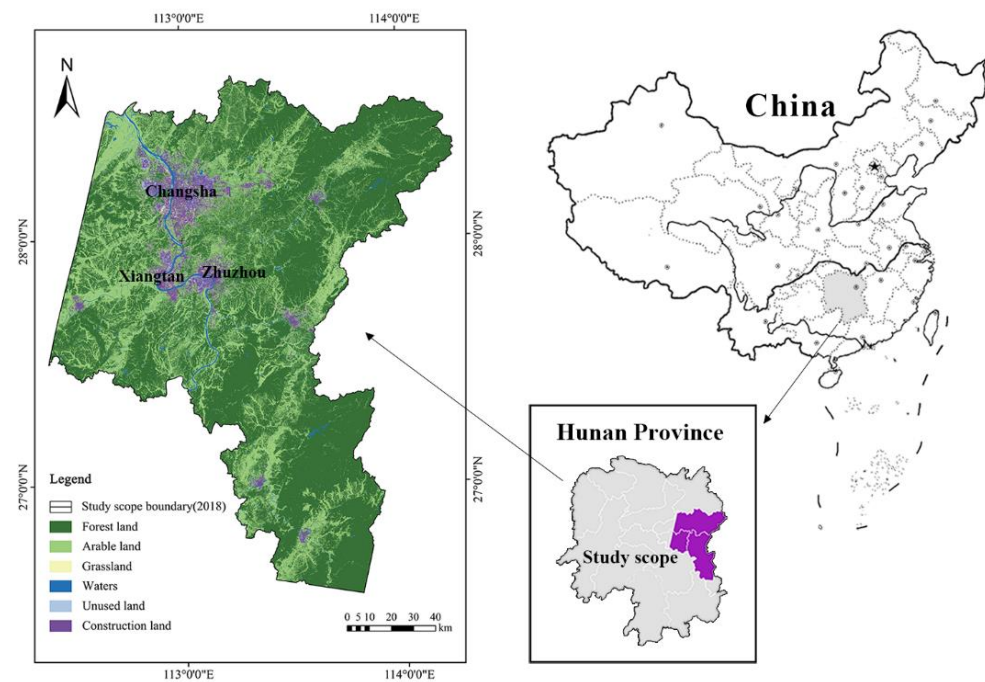 113°0'0"E
114°0'0"E
N
Changsha
Xiangtan
Zhuzhou
28°0'0"N
27°0'0"N
28°0'0"N
27°0'0"N
Legend
Study scope boundary(2018)
Forest land
Arable land
Grassland
Waters
Unused land
Construction land
0 5 10 20 30 40
km
113°0'0"E
114°0'0"E
China
Hunan Province
Study scope